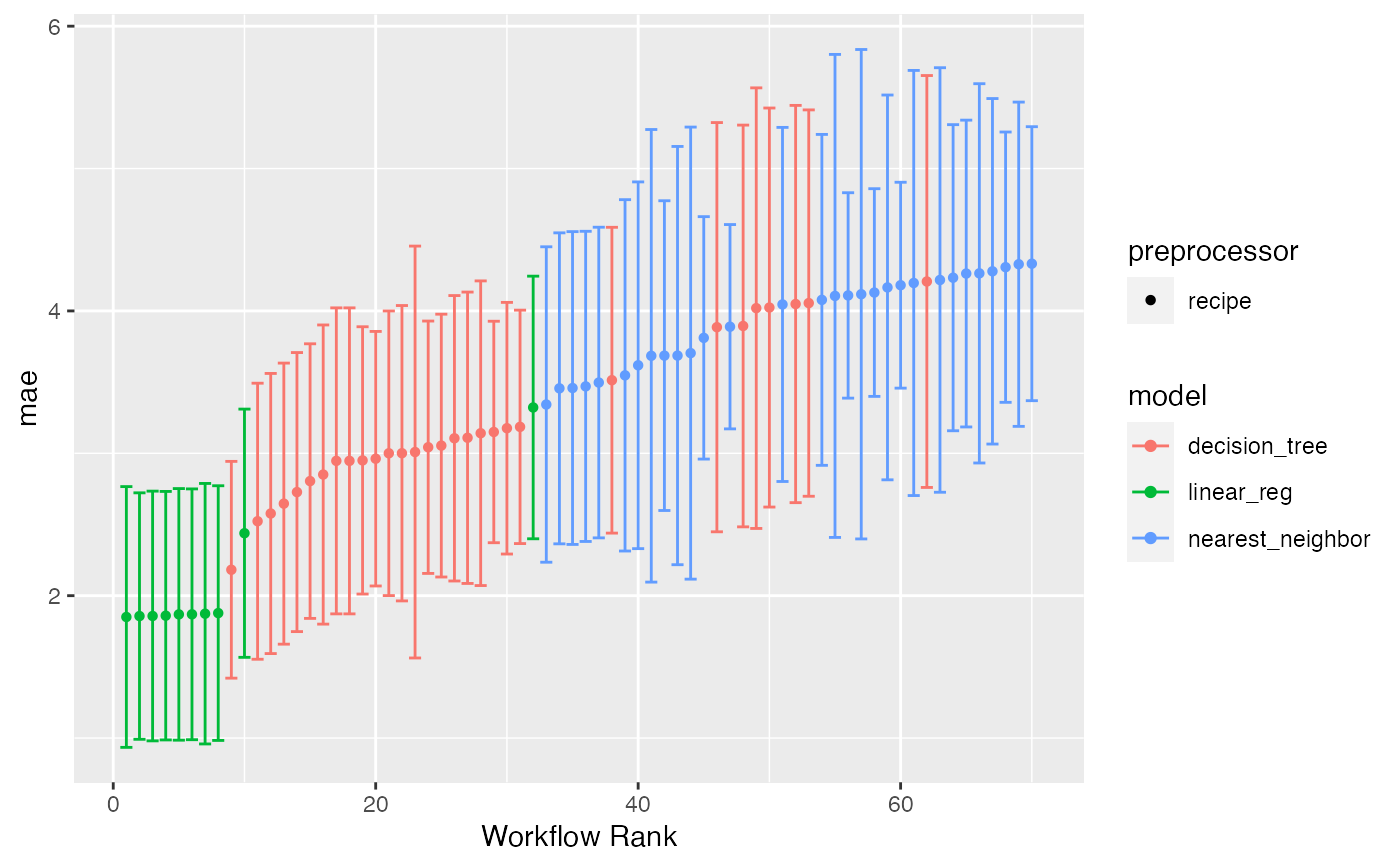 6
4
2
mae
0 20 40 60
Workflow Rank
preprocessor
recipe
model
decision_tree
linear_reg
nearest_neighbor